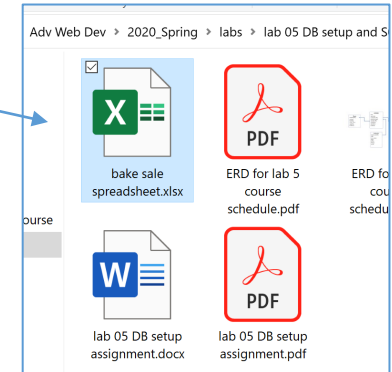 Adv Web Dev > 2020_Spring > labs > lab 05 DB setup and S
X
PDF
bake sale
spreadsheet.xlsx
ERD for lab 5
course
schedule.pdf
ERD fo
cou
schedu
ourse
W
PDF
lab 05 DB setup
assignment.docx
lab 05 DB setup
assignment.pdf